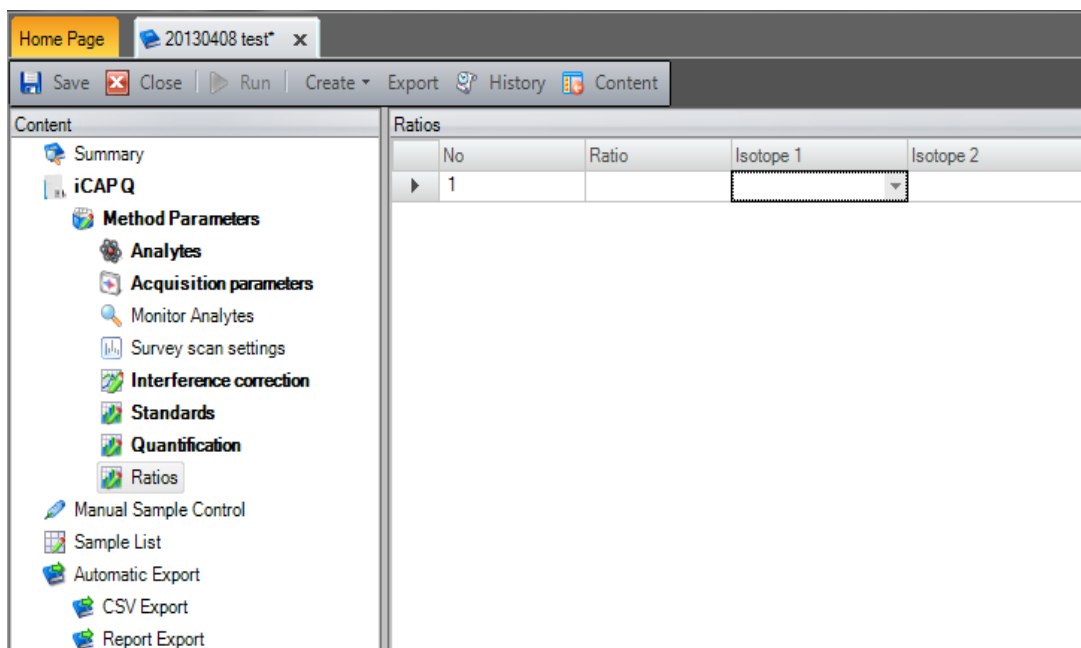 Home Page 20130408 test* x
Save Close Run Create Export History Content
Content Ratios
Summary No Ratio Isotope 1 Isotope 2
iCAP Q 1
Method Parameters
Analytes
Acquisition parameters
Monitor Analytes
Survey scan settings
Interference correction
Standards
Quantification
Ratios
Manual Sample Control
Sample List
Automatic Export
CSV Export
Report Export